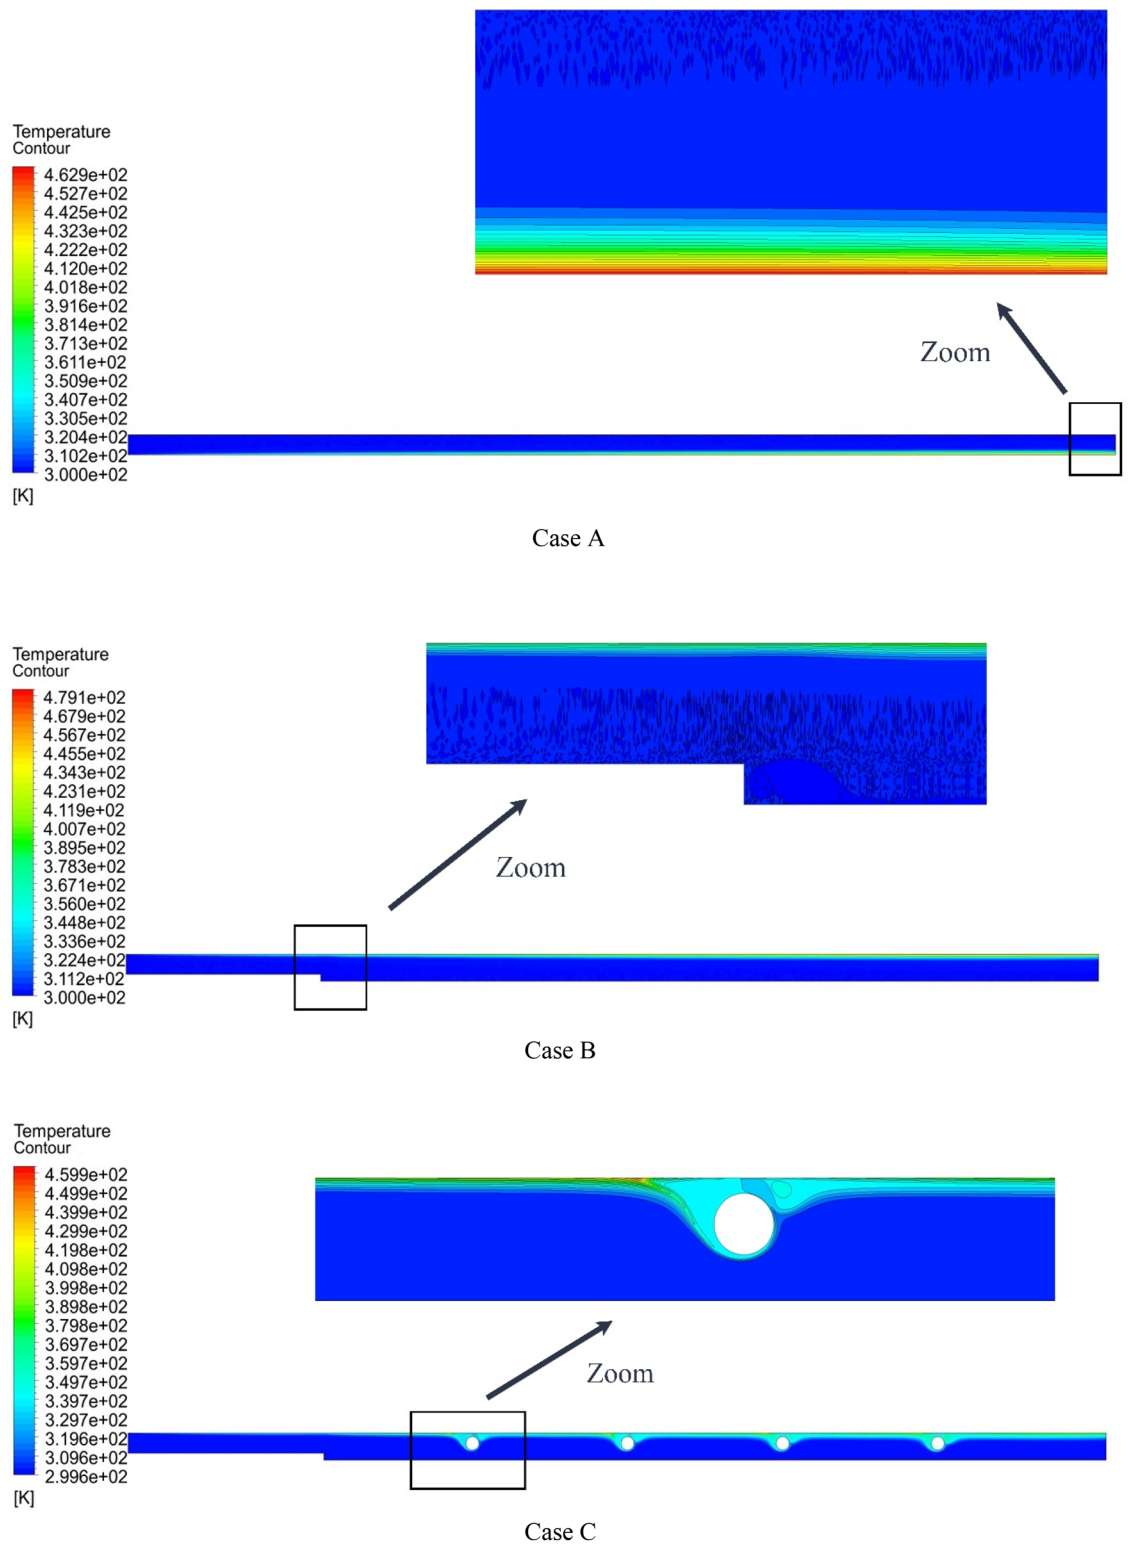 Temperature
Contour
4.629e+02
4.527e+02
4.425e+02
4.323e+02
4.222e+02
4.120e+02
4.018e+02
3.916e+02
3.814e+02
3.713e+02
3.611e+02
3.509e+02
3.407e+02
3.305e+02
3.204e+02
3.102e+02
3.000e+02
[K]
Zoom
Case A
Temperature
Contour
4.791e+02
4.679e+02
4.567e+02
4.455e+02
4.343e+02
4.231e+02
4.119e+02
4.007e+02
3.895e+02
3.783e+02
3.671e+02
3.560e+02
3.448e+02
3.336e+02
3.224e+02
3.112e+02
3.000e+02
[K]
Zoom
Case B
Temperature
Contour
4.599e+02
4.499e+02
4.399e+02
4.299e+02
4.198e+02
4.098e+02
3.998e+02
3.898e+02
3.798e+02
3.697e+02
3.597e+02
3.497e+02
3.397e+02
3.297e+02
3.196e+02
3.096e+02
2.996e+02
[K]
Zoom
Case C